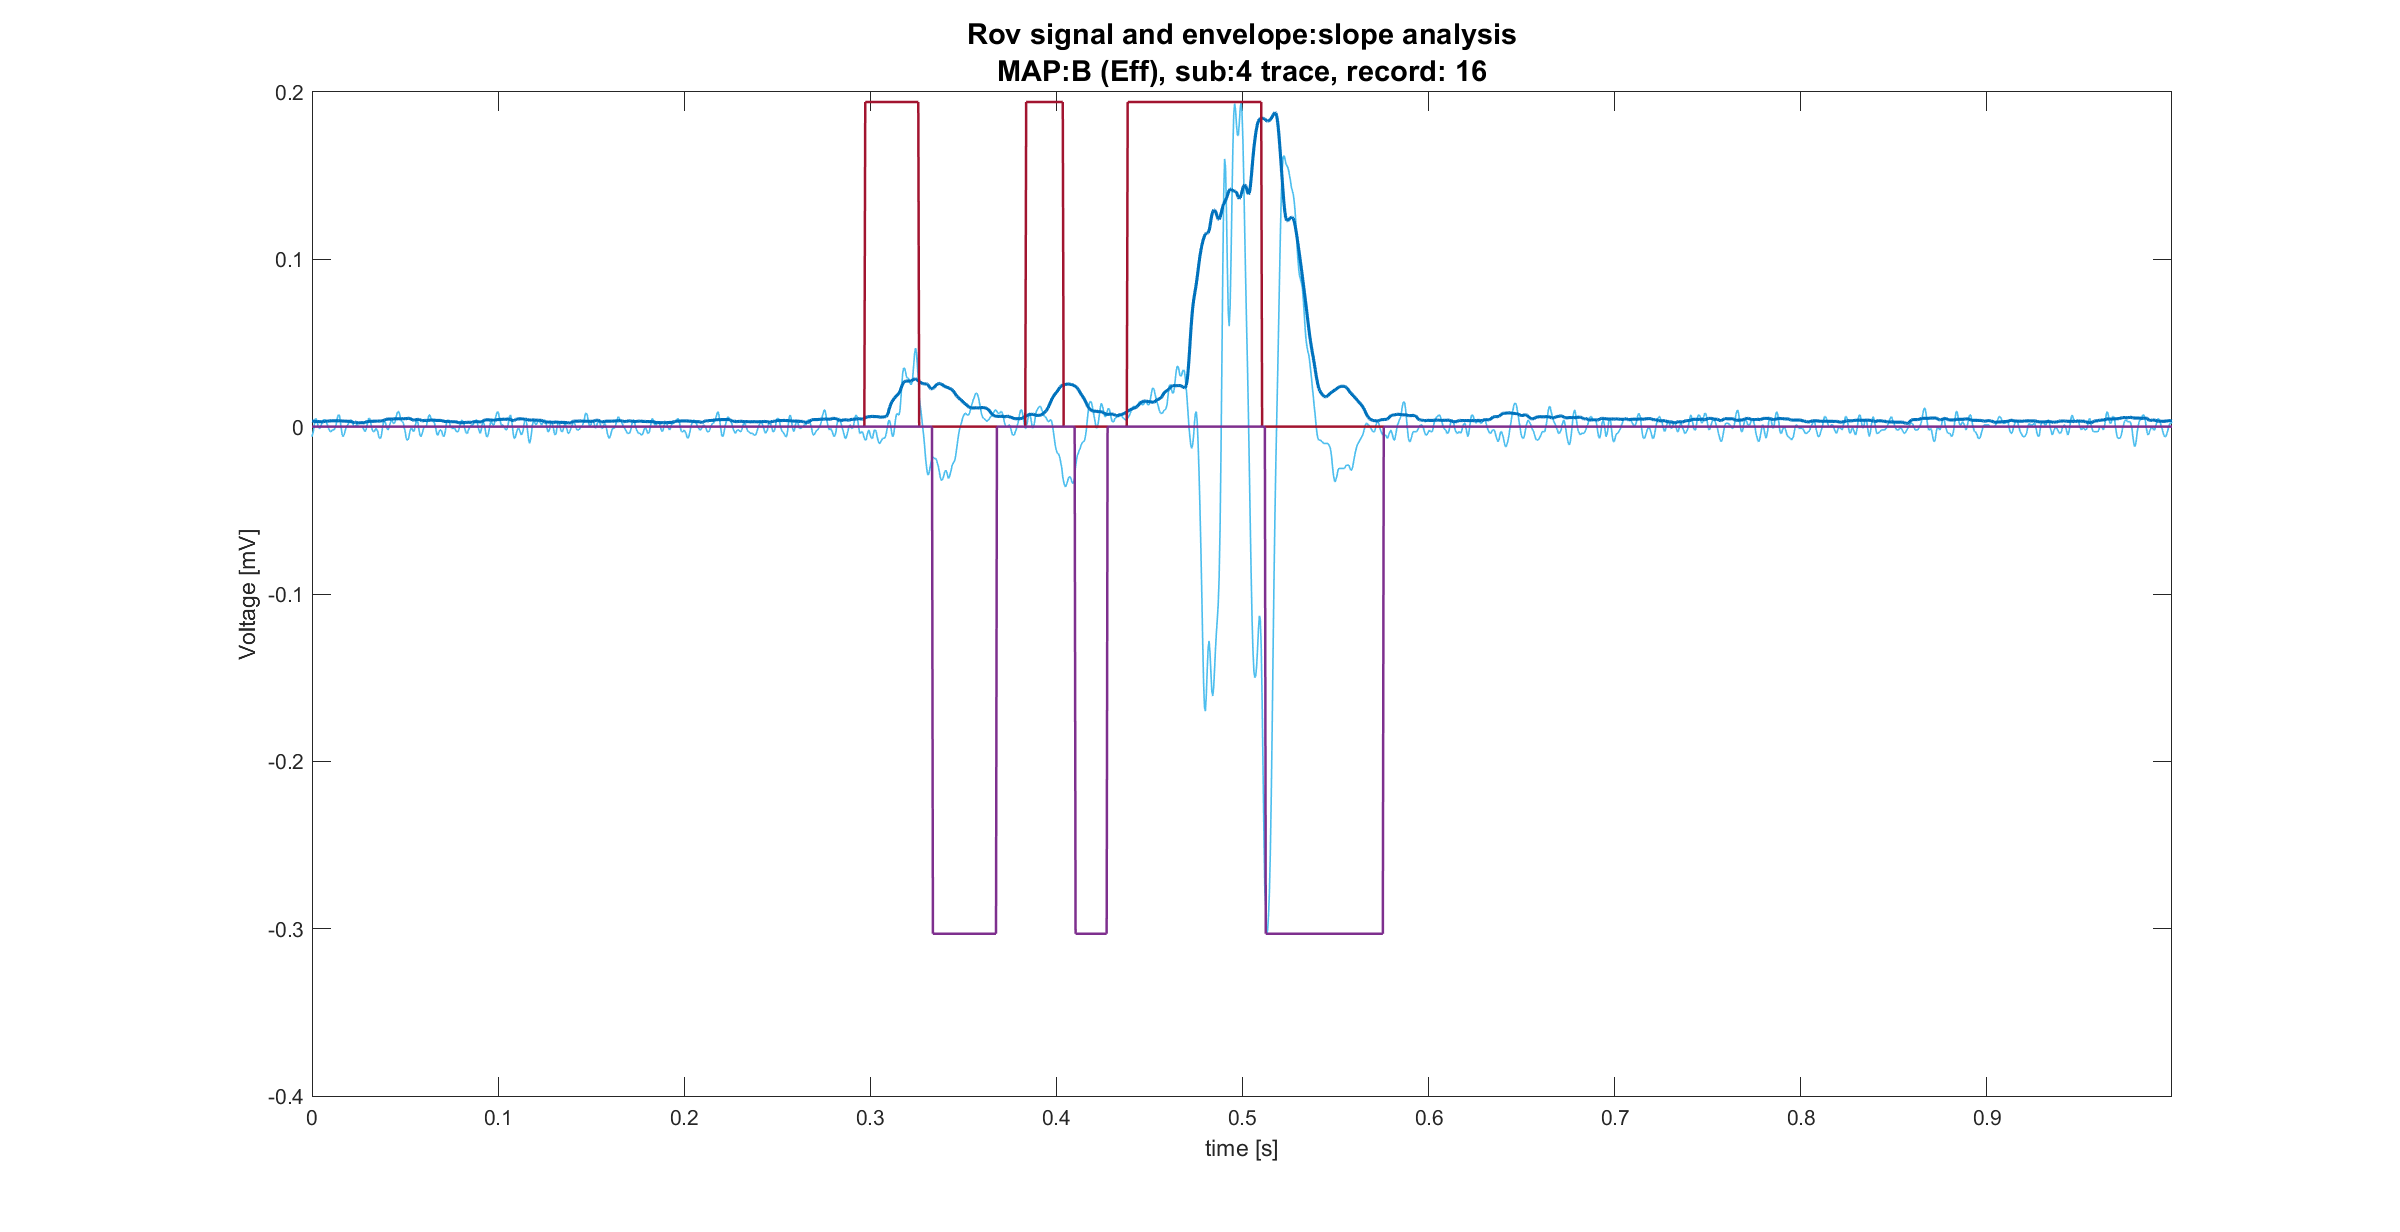 Rov signal and envelope:slope analysis
MAP:B (Eff), sub:4 trace, record: 16
0.2
0.1
0
-0.1
-0.2
-0.3
-0.4
Voltage [mV]
0 0.1 0.2 0.3 0.4 0.5 0.6 0.7 0.8 0.9
time [s]